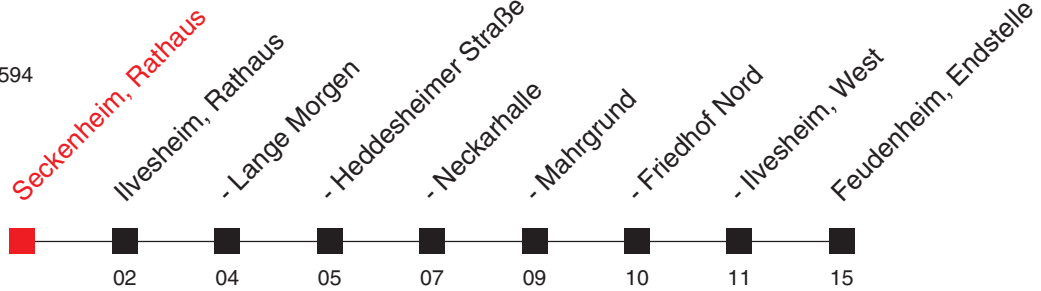 594
Seckenheim, Rathaus
Ilvesheim, Rathaus
- Lange Morgen
- Heddesheimer Straße
- Neckarhalle
- Mahrgrund
- Friedhof Nord
- Ilvesheim, West
Feudenheim, Endstelle
02 04 05 07 09 10 11 15